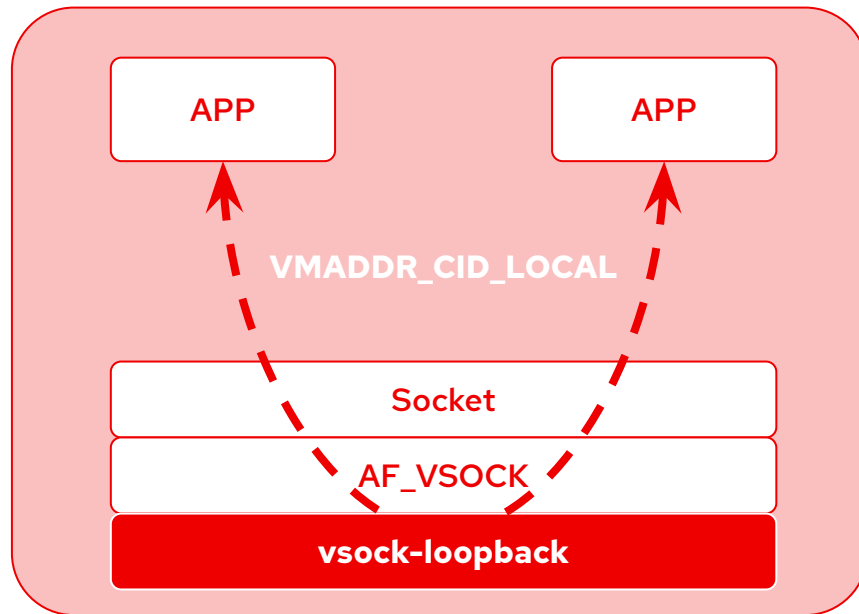 APP
APP
VMADDR_CID_LOCAL
Socket
AF_VSOCK
vsock-loopback